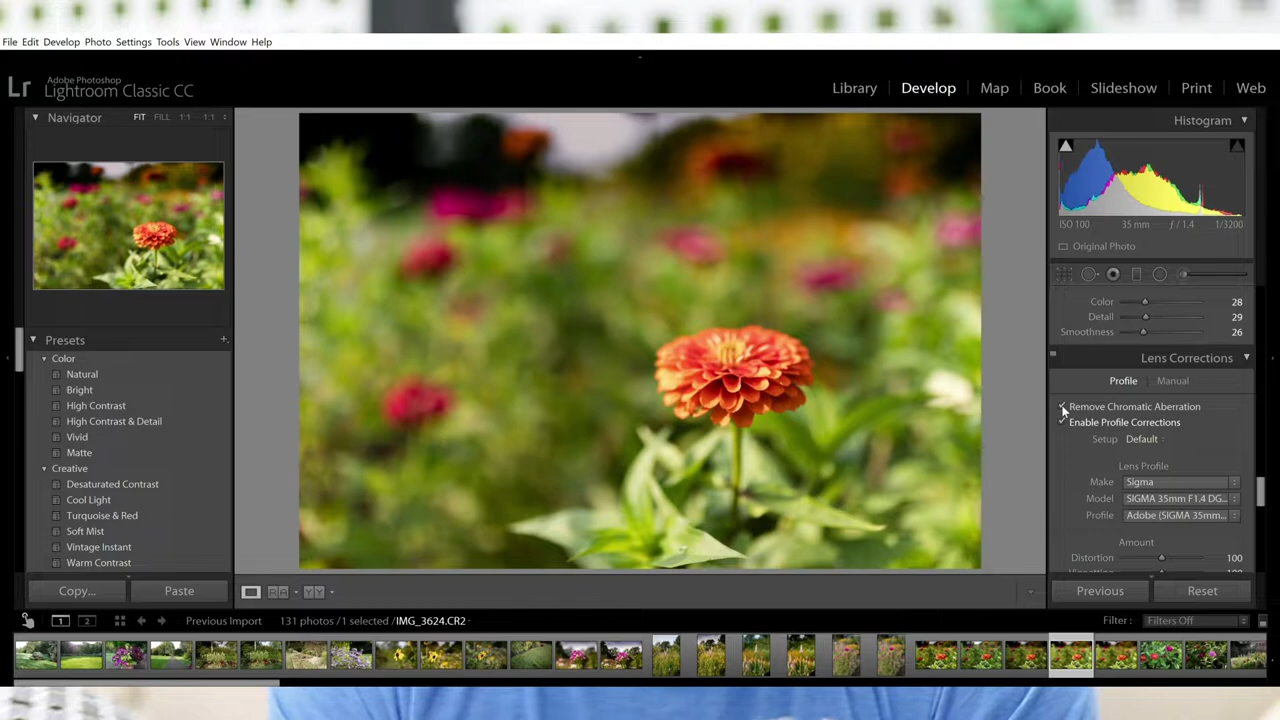 File Edit Develop Photo Settings Tools View Window Help
Lr Adobe Photoshop
Lightroom Classic CC
Library Develop Map Book Slideshow Print Web
Navigator FIT FILL 1:1 1:1
Histogram
ISO 100 35 mm ƒ / 1.4 1/3200
Original Photo
Color 28
Detail 29
Smoothness 26
Lens Corrections
Profile Manual
Remove Chromatic Aberration
Enable Profile Corrections
Setup Default
Lens Profile
Make Sigma
Model SIGMA 35mm F1.4 DG...
Profile Adobe (SIGMA 35mm...
Amount
Distortion 100
Presets +
Color
Natural
Bright
High Contrast
High Contrast & Detail
Vivid
Matte
Creative
Desaturated Contrast
Cool Light
Turquoise & Red
Soft Mist
Vintage Instant
Warm Contrast
Copy... Paste
Previous Reset
1 2 Previous Import 131 photos / 1 selected / IMG_3624.CR2 Filter : Filters Off